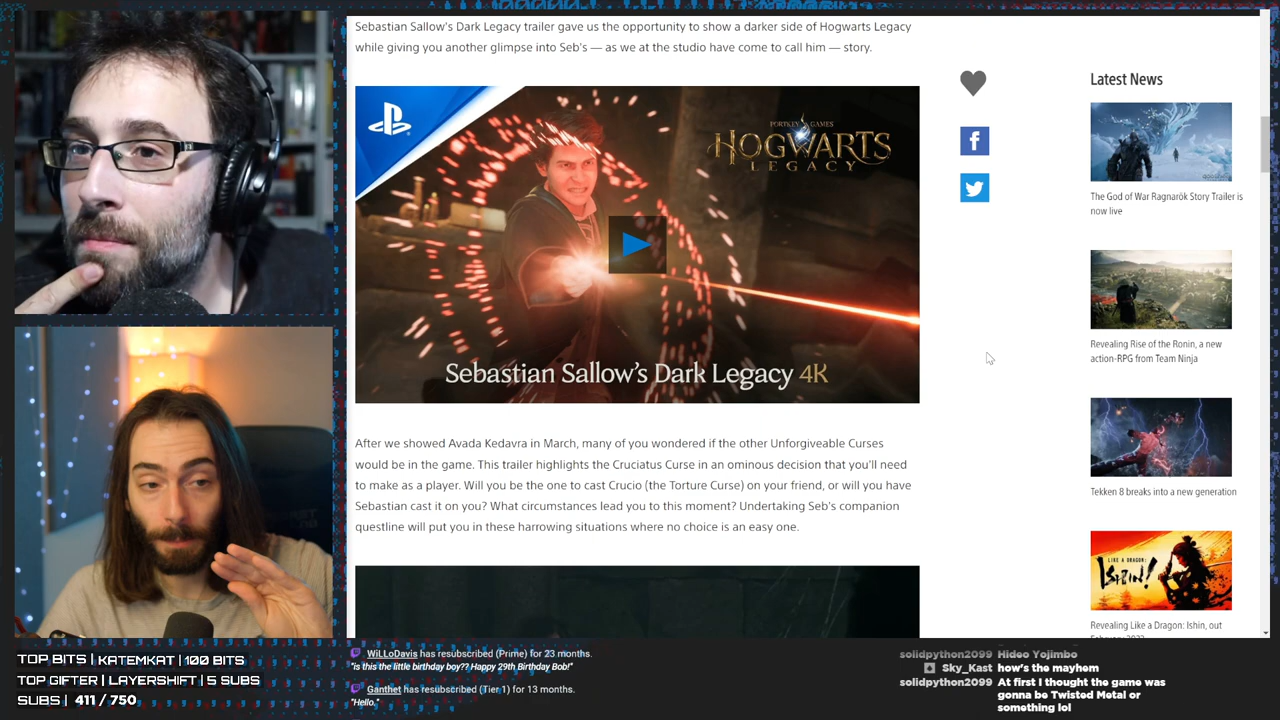 Sebastian Sallow's Dark Legacy trailer gave us the opportunity to show a darker side of Hogwarts Legacy
while giving you another glimpse into Seb's — as we at the studio have come to call him — story.
PORTKEY GAMES
HOGWARTS
LEGACY
Sebastian Sallow's Dark Legacy 4K
After we showed Avada Kedavra in March, many of you wondered if the other Unforgiveable Curses
would be in the game. This trailer highlights the Cruciatus Curse in an ominous decision that you'll need
to make as a player. Will you be the one to cast Crucio (the Torture Curse) on your friend, or will you have
Sebastian cast it on you? What circumstances lead you to this moment? Undertaking Seb's companion
questline will put you in these harrowing situations where no choice is an easy one.
Latest News
The God of War Ragnarök Story Trailer is
now live
Revealing Rise of the Ronin, a new
action-RPG from Team Ninja
Tekken 8 breaks into a new generation
LIKE A DRAGON:
ISHIN!
Revealing Like a Dragon: Ishin, out
February 2023
TOP BITS | KATEMKAT | 100 BITS
TOP GIFTER | LAYERSHIFT | 5 SUBS
SUBS | 411 / 750
WiLLoDavis has resubscribed (Prime) for 23 months.
"is this the little birthday boy?? Happy 29th Birthday Bob!"
Ganthet has resubscribed (Tier 1) for 13 months.
"Hello."
solidpython2099 Hideo Yojimbo
Sky_Kast how's the mayhem
solidpython2099 At first I thought the game was
gonna be Twisted Metal or
something lol